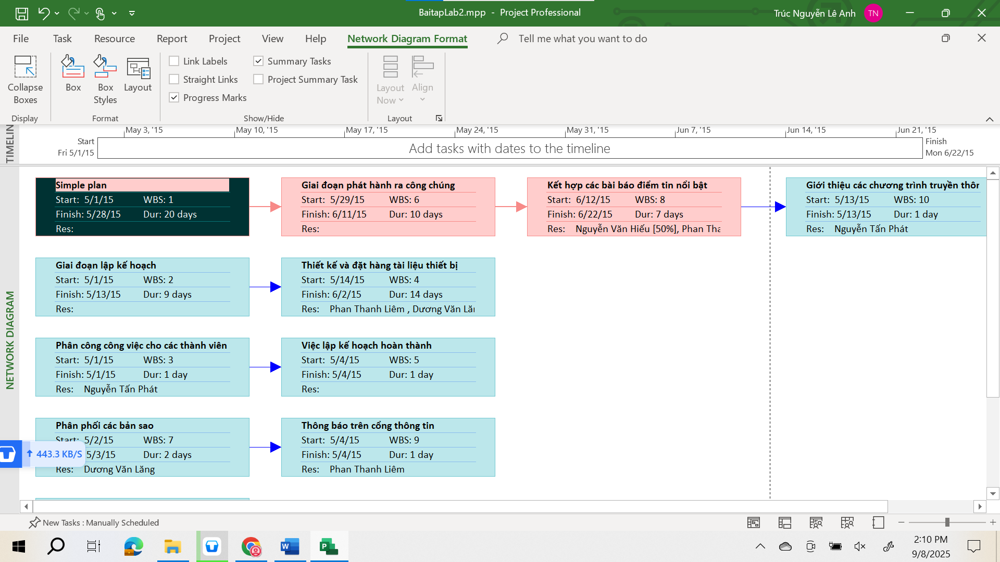 BaitapLab2.mpp - Project Professional
Trúc Nguyễn Lê Anh
TN
File
Task
Resource
Report
Project
View
Help
Network Diagram Format
Tell me what you want to do
Collapse Boxes
Box
Box Styles
Layout
Link Labels
Straight Links
Progress Marks
Summary Tasks
Project Summary Task
Layout Now
Align
Display
Format
Show/Hide
Layout
TIMELIN
May 3, '15
May 10, '15
May 17, '15
May 24, '15
May 31, '15
Jun 7, '15
Jun 14, '15
Jun 21, '15
Start
Fri 5/1/15
Add tasks with dates to the timeline
Finish
Mon 6/22/15
NETWORK DIAGRAM
Simple plan
Start: 5/1/15 WBS: 1
Finish: 5/28/15 Dur: 20 days
Res:
Giai đoạn phát hành ra công chúng
Start: 5/29/15 WBS: 6
Finish: 6/11/15 Dur: 10 days
Res:
Kết hợp các bài báo điểm tin nổi bật
Start: 6/12/15 WBS: 8
Finish: 6/22/15 Dur: 7 days
Res: Nguyễn Văn Hiếu [50%], Phan
Giới thiệu các chương trình truyền
Start: 5/13/15 WBS: 10
Finish: 5/13/15 Dur: 1 day
Res: Nguyễn Tấn Phát
Giai đoạn lập kế hoạch
Start: 5/1/15 WBS: 2
Finish: 5/13/15 Dur: 9 days
Res:
Thiết kế và đặt hàng tài liệu thiết bị
Start: 5/14/15 WBS: 4
Finish: 6/2/15 Dur: 14 days
Res: Phan Thanh Liêm , Dương Văn
Phân công công việc cho các thành viên
Start: 5/1/15 WBS: 3
Finish: 5/1/15 Dur: 1 day
Res: Nguyễn Tấn Phát
Việc lập kế hoạch hoàn thành
Start: 5/4/15 WBS: 5
Finish: 5/4/15 Dur: 1 day
Res:
Phân phối các bản sao
Start: 5/2/15 WBS: 7
5/3/15 Dur: 2 days
Res: Dương Văn Lăng
Thông báo trên cổng thông tin
Start: 5/4/15 WBS: 9
Finish: 5/4/15 Dur: 1 day
Res: Phan Thanh Liêm
443.3 KB/S
New Tasks : Manually Scheduled
2:10 PM
9/8/2025